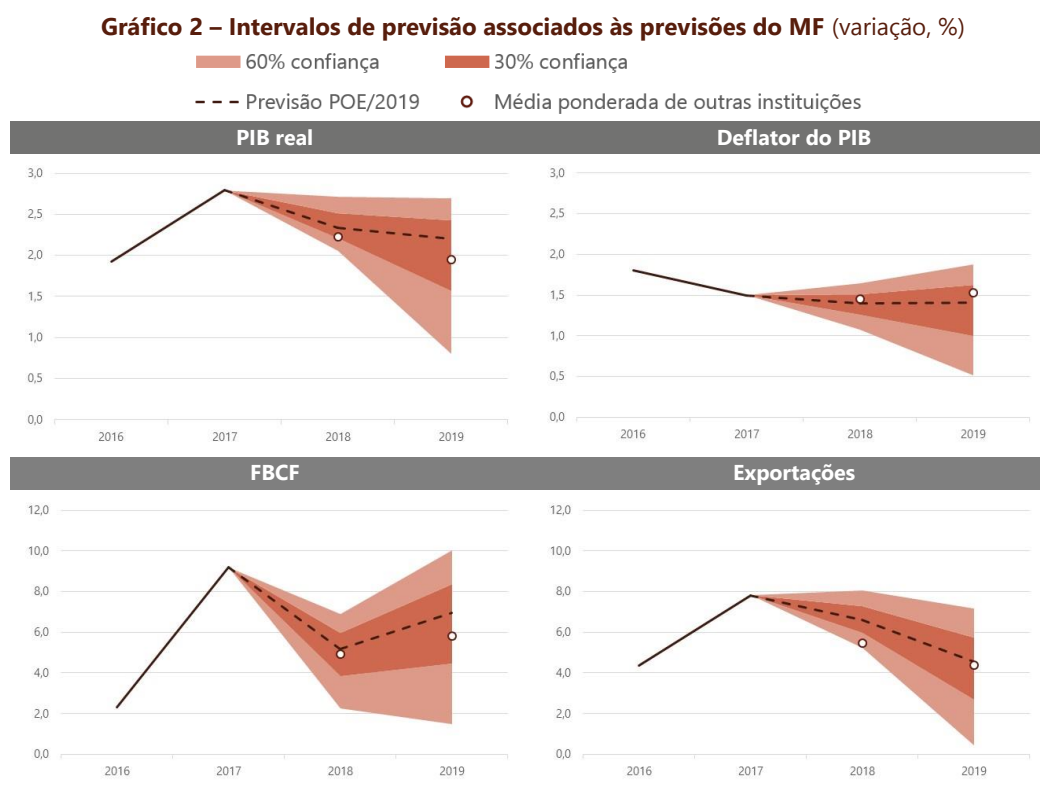 Gráfico 2 – Intervalos de previsão associados às previsões do MF (variação, %)
60% confiança 30% confiança
Previsão POE/2019 Média ponderada de outras instituições
PIB real
3,0
2,5
2,0
1,5
1,0
0,5
0,0
2016 2017 2018 2019
Deflator do PIB
3,0
2,5
2,0
1,5
1,0
0,5
0,0
2016 2017 2018 2019
FBCF
12,0
10,0
8,0
6,0
4,0
2,0
0,0
2016 2017 2018 2019
Exportações
12,0
10,0
8,0
6,0
4,0
2,0
0,0
2016 2017 2018 2019